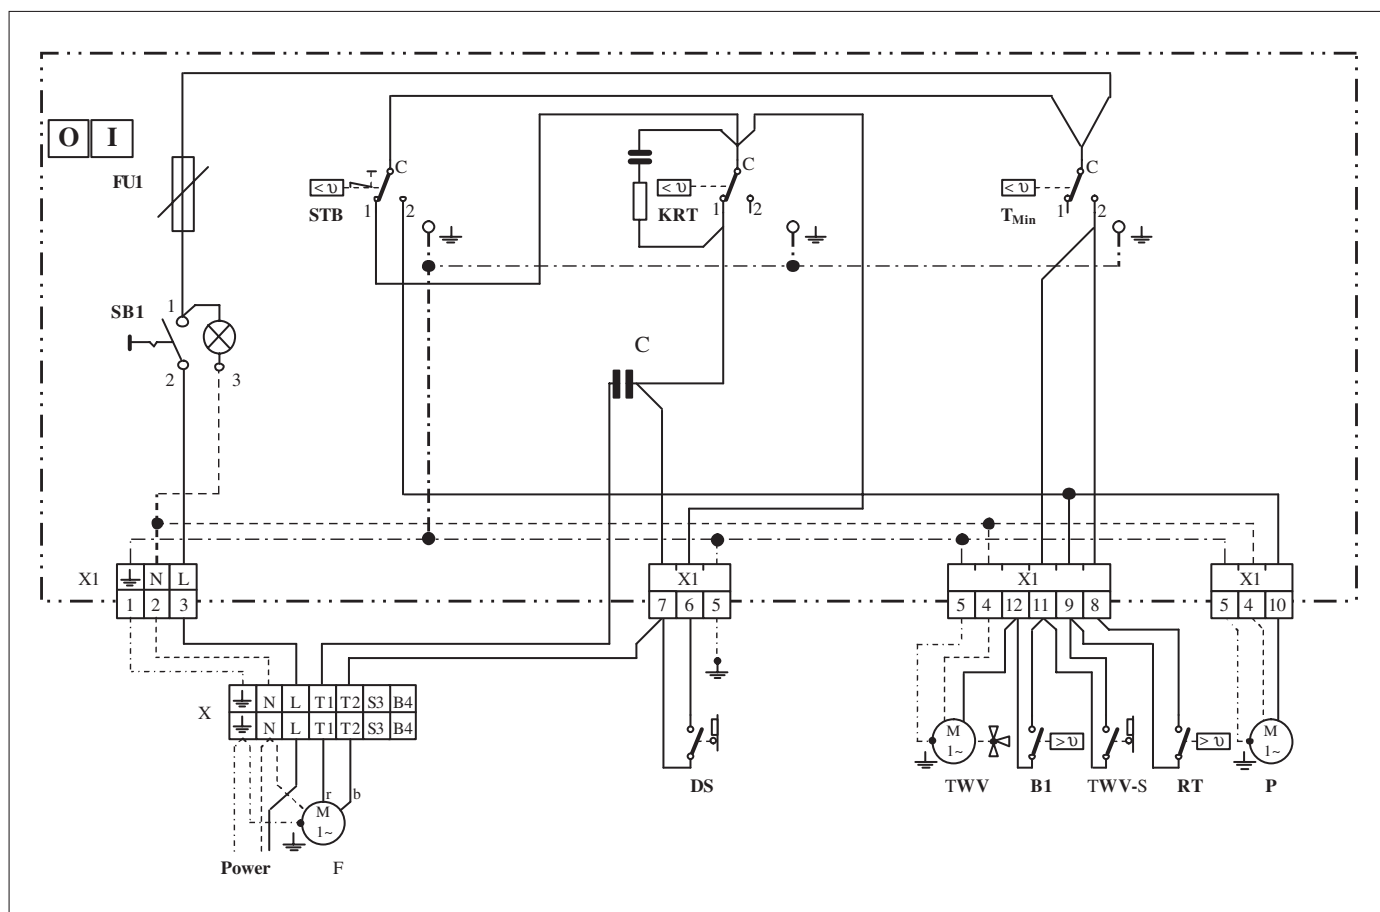 O I
FU1
< υ
STB
C
1 2
< υ
KRT
C
1 2
< υ
TMin
C
1 2
SB1
1
2 3
C
X1
N L
1 2 3
X1
7 6 5
X1
5 4 12 11 9 8
X1
5 4 10
X
N L T1 T2 S3 B4
N L T1 T2 S3 B4
r b
M
1~
Power F
DS
M
1~
TWV
> υ
B1
TWV-S
> υ
RT
M
1~
P